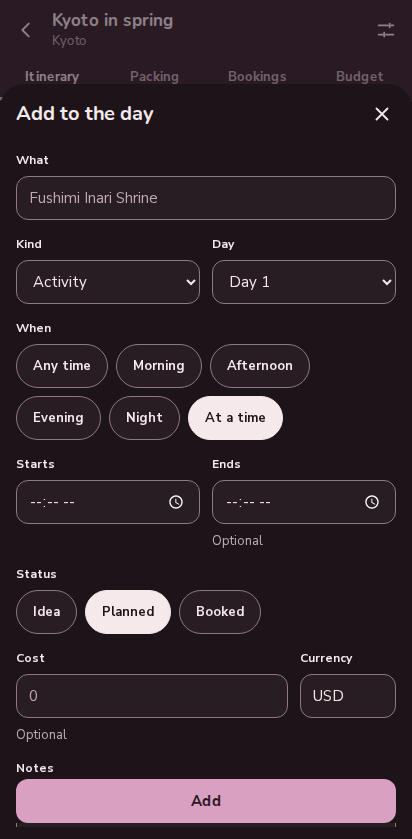 Kyoto in spring
Kyoto
Itinerary Packing Bookings Budget
Add to the day
What
Fushimi Inari Shrine
Kind Day
Activity Day 1
When
Any time Morning Afternoon
Evening Night At a time
Starts Ends
--:-- -- --:-- --
Optional
Status
Idea Planned Booked
Cost Currency
0 USD
Optional
Notes
Add